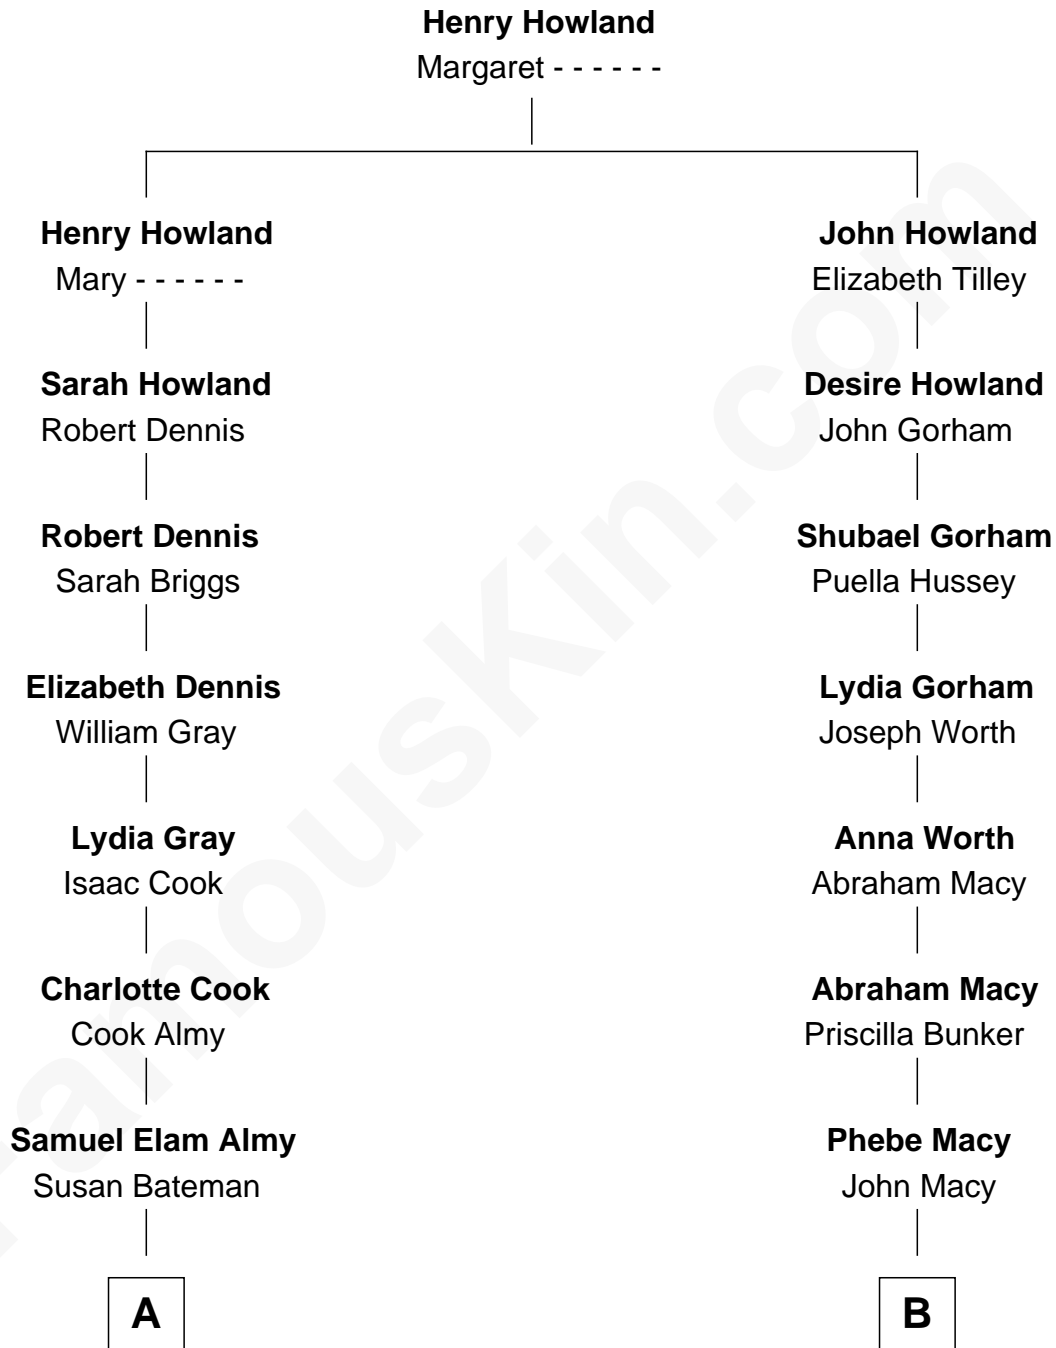 Henry Howland
Margaret - - - - - -
Henry Howland
Mary - - - - - -
Sarah Howland
Robert Dennis
Robert Dennis
Sarah Briggs
Elizabeth Dennis
William Gray
Lydia Gray
Isaac Cook
Charlotte Cook
Cook Almy
Samuel Elam Almy
Susan Bateman
A
John Howland
Elizabeth Tilley
Desire Howland
John Gorham
Shubael Gorham
Puella Hussey
Lydia Gorham
Joseph Worth
Anna Worth
Abraham Macy
Abraham Macy
Priscilla Bunker
Phebe Macy
John Macy
B
FamousKin.com